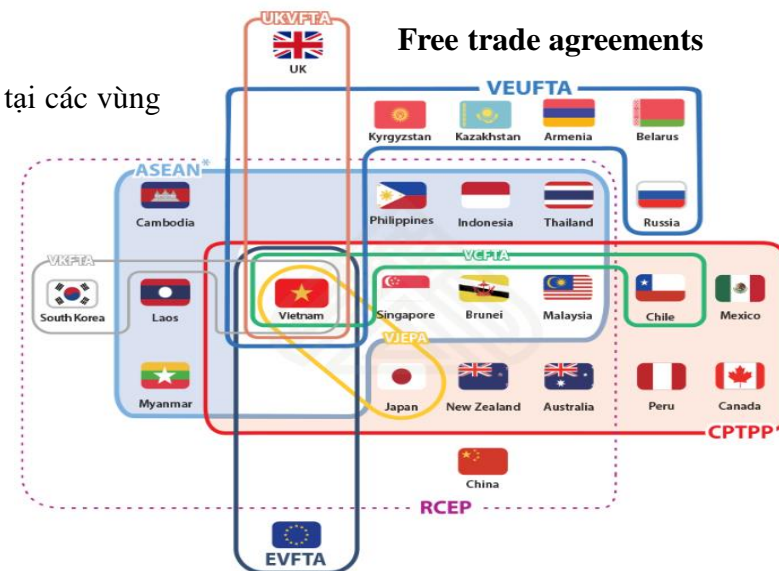 UKVFTA
Free trade agreements
UK
tại các vùng
VEUFTA
Kyrgyzstan Kazakhstan Armenia Belarus
ASEAN*
Cambodia Philippines Indonesia Thailand Russia
VKFTA VCFTA
South Korea Laos Vietnam Singapore Brunei Malaysia Chile Mexico
VJEPA
Myanmar Japan New Zealand Australia Peru Canada
CPTPP*
China
RCEP
EVFTA